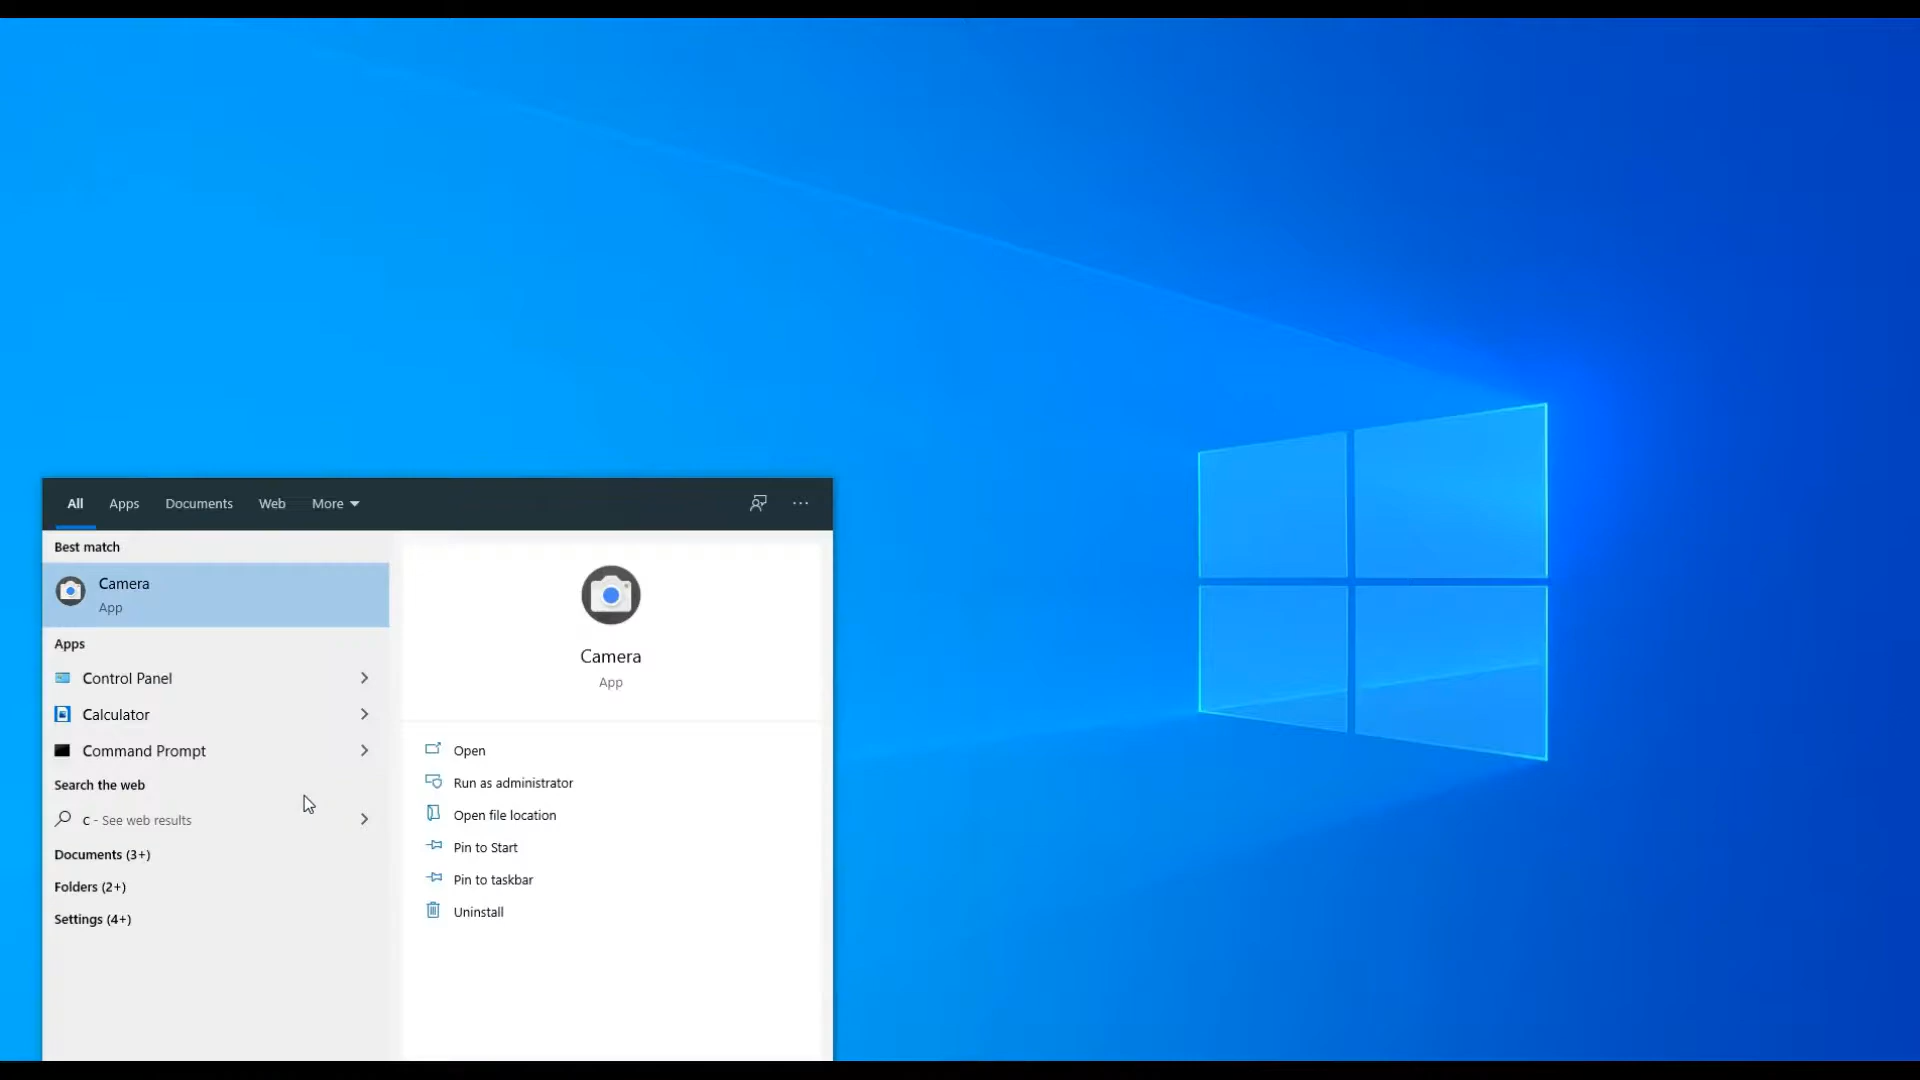 All Apps Documents Web More
Best match
Camera
App
Apps
Control Panel
Calculator
Command Prompt
Search the web
c - See web results
Documents (3+)
Folders (2+)
Settings (4+)
Camera
App
Open
Run as administrator
Open file location
Pin to Start
Pin to taskbar
Uninstall